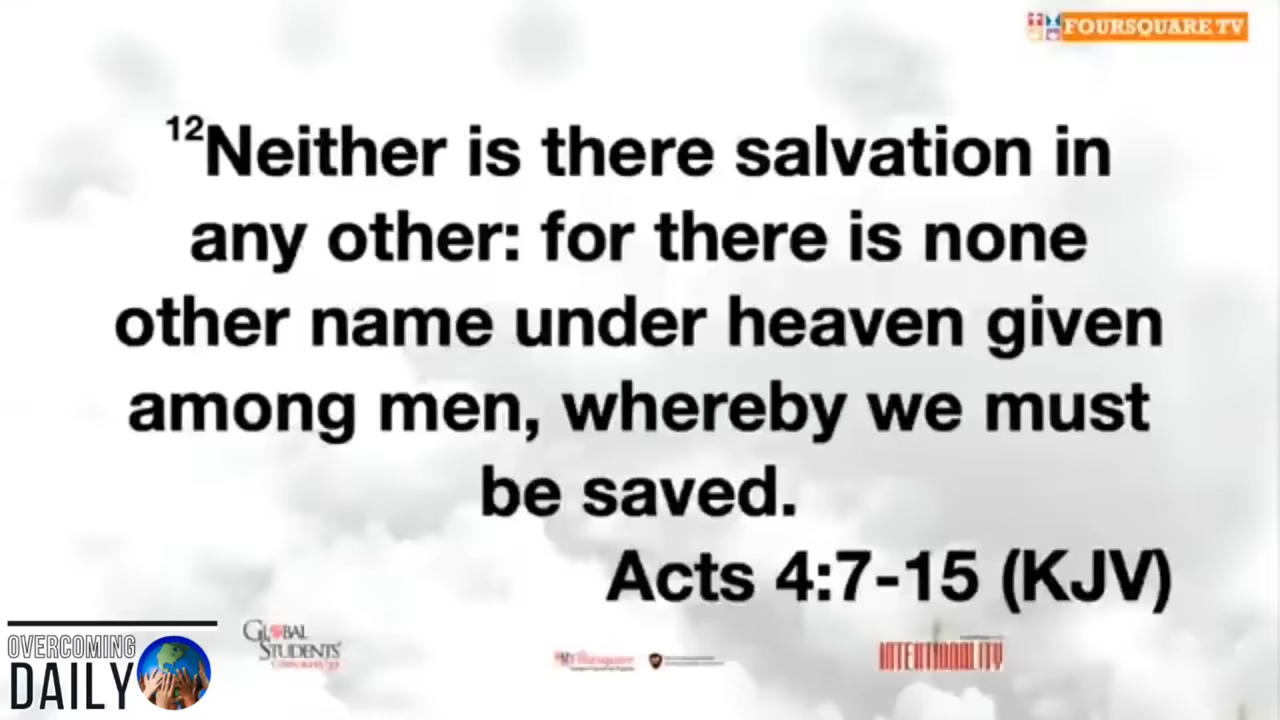 FOURSQUARE TV
12Neither is there salvation in
any other: for there is none
other name under heaven given
among men, whereby we must
be saved.
Acts 4:7-15 (KJV)
OVERCOMING
DAILY
GLOBAL
STUDENTS'
Foursquare
INTENTIONALITY